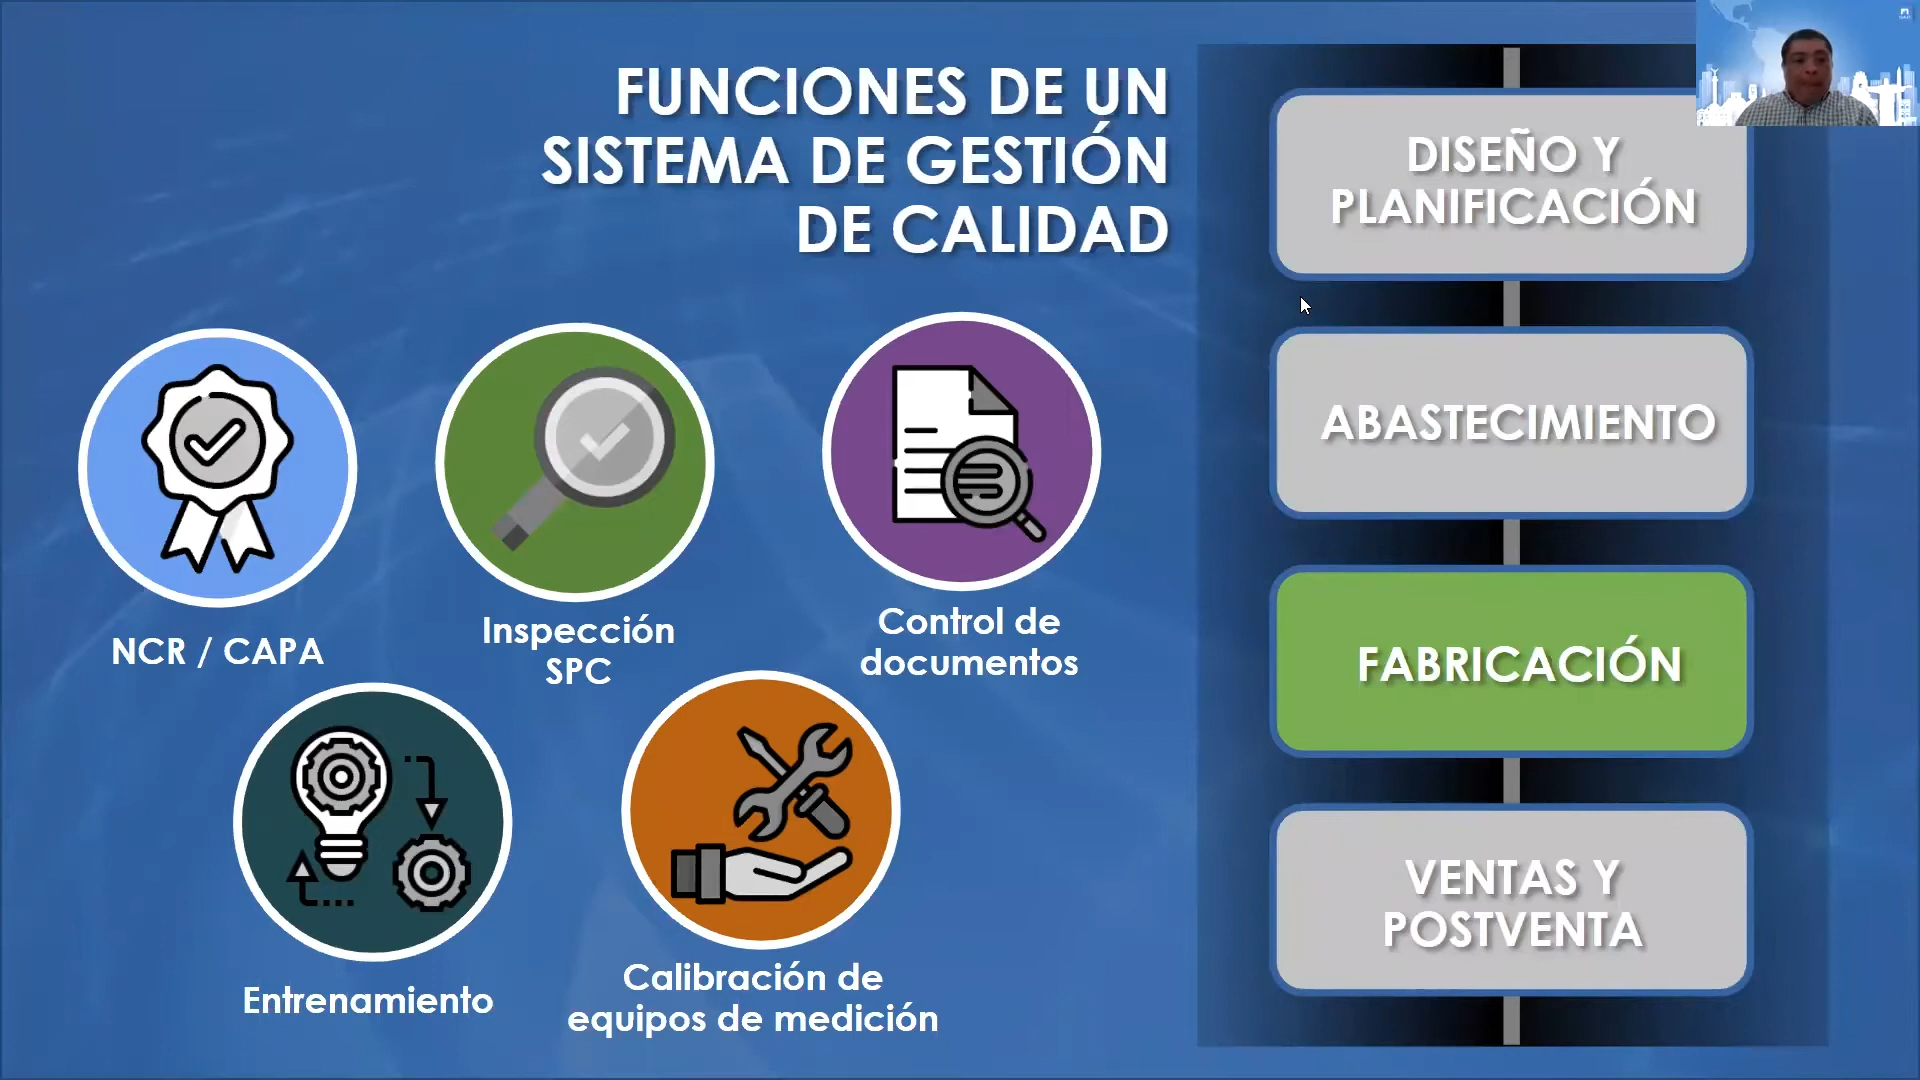 FUNCIONES DE UN
SISTEMA DE GESTIÓN
DE CALIDAD
NCR / CAPA
Inspección
SPC
Control de
documentos
Entrenamiento
Calibración de
equipos de medición
DISEÑO Y
PLANIFICACIÓN
ABASTECIMIENTO
FABRICACIÓN
VENTAS Y
POSTVENTA